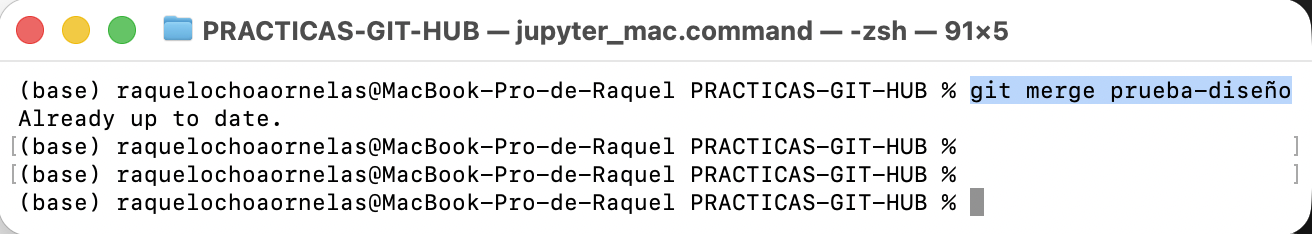 PRACTICAS-GIT-HUB — jupyter_mac.command — -zsh — 91×5
(base) raquelochoaornelas@MacBook-Pro-de-Raquel PRACTICAS-GIT-HUB % git merge prueba-diseño
Already up to date.
[(base) raquelochoaornelas@MacBook-Pro-de-Raquel PRACTICAS-GIT-HUB % ]
[(base) raquelochoaornelas@MacBook-Pro-de-Raquel PRACTICAS-GIT-HUB % ]
(base) raquelochoaornelas@MacBook-Pro-de-Raquel PRACTICAS-GIT-HUB %